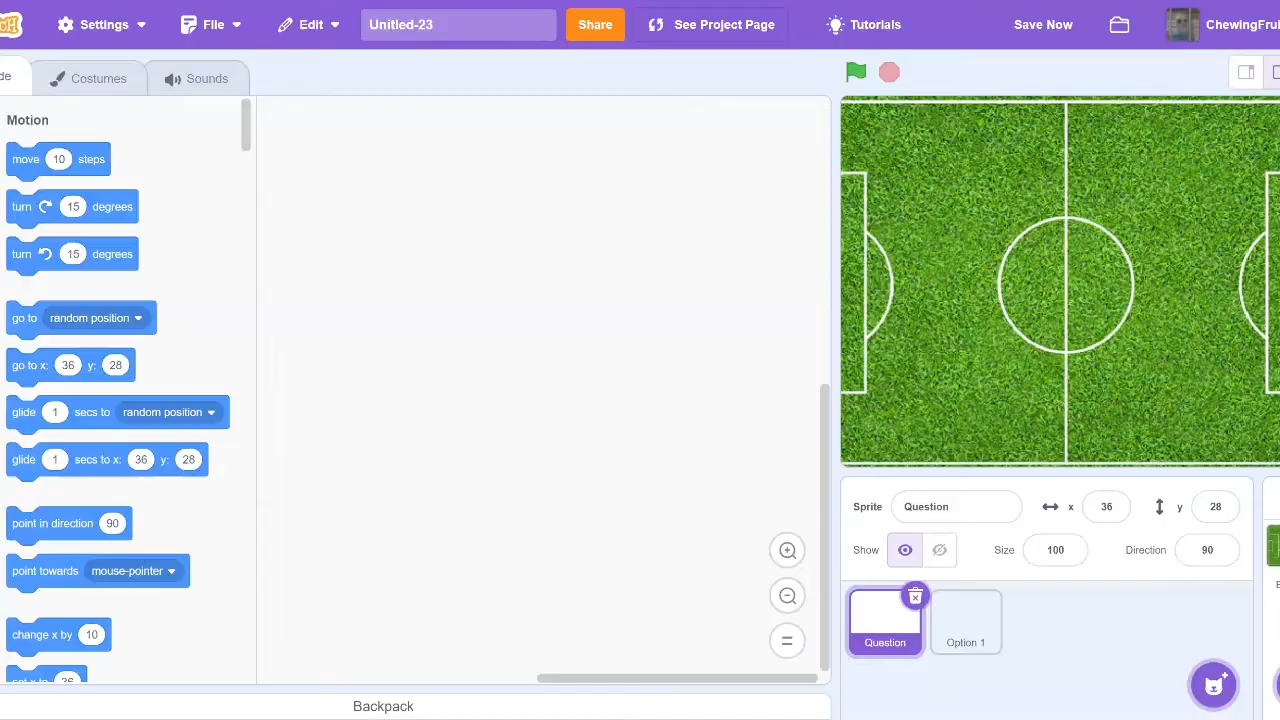 Settings
File
Edit
Untitled-23
Share
See Project Page
Tutorials
Save Now
Costumes
Sounds
Motion
move 10 steps
turn 15 degrees
turn 15 degrees
go to random position
go to x: 36 y: 28
glide 1 secs to random position
glide 1 secs to x: 36 y: 28
point in direction 90
point towards mouse-pointer
change x by 10
Sprite Question x 36 y 28
Show Size 100 Direction 90
Question
Option 1
Backpack